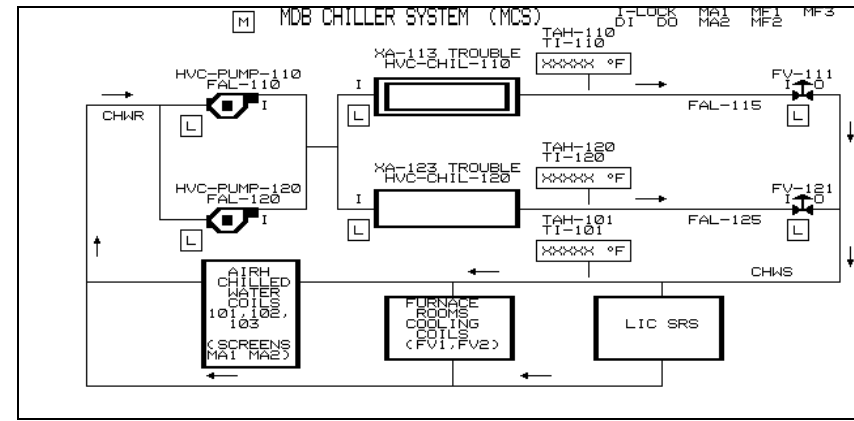 M MDB CHILLER SYSTEM (MCS) I-LOCK MA1 MF1 MF3
DI DO MA2 MF2
TAH-110
TI-110
XXXXX °F
XA-113 TROUBLE
HVC-CHIL-110
HVC-PUMP-110
FAL-110
I
I
L
L
CHWR
FV-111
I O
FAL-115
L
TAH-120
TI-120
XXXXX °F
XA-123 TROUBLE
HVC-CHIL-120
HVC-PUMP-120
FAL-120
I
I
L
L
FV-121
I O
FAL-125
L
TAH-101
TI-101
XXXXX °F
CHWS
AIRH
CHILLED
WATER
COILS
101,102,
103
(SCREENS
MA1 MA2)
FURNACE
ROOMS
COOLING
COILS
(FV1,FV2)
LIC SRS